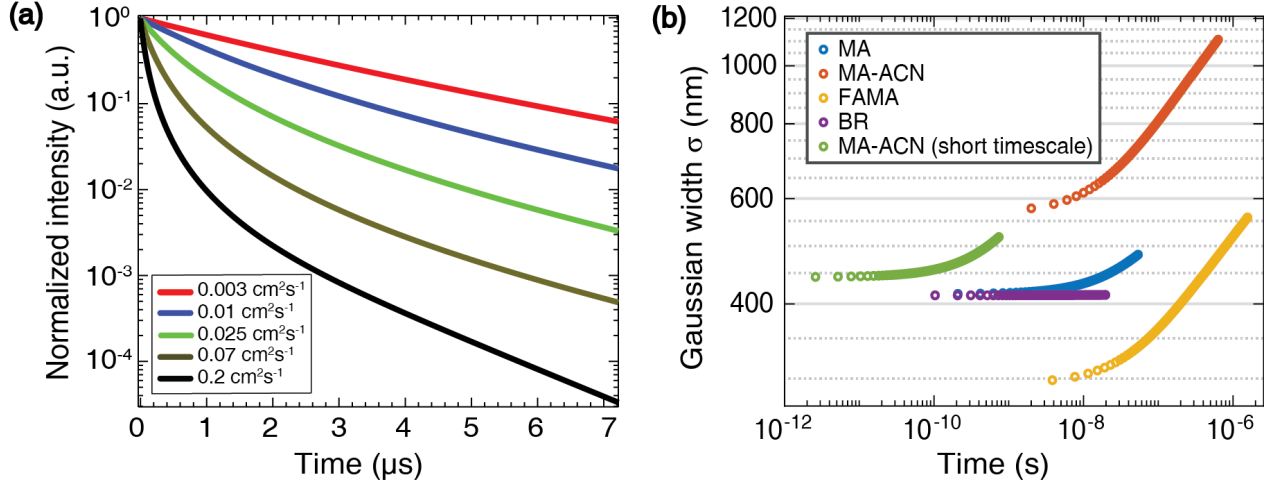 (a)
Normalized intensity (a.u.)
10⁰
10⁻¹
10⁻²
10⁻³
10⁻⁴
0.003 cm²s⁻¹
0.01 cm²s⁻¹
0.025 cm²s⁻¹
0.07 cm²s⁻¹
0.2 cm²s⁻¹
0 1 2 3 4 5 6 7
Time (μs)
(b)
Gaussian width σ (nm)
1200
1000
800
600
400
MA
MA-ACN
FAMA
BR
MA-ACN (short timescale)
10⁻¹² 10⁻¹⁰ 10⁻⁸ 10⁻⁶
Time (s)